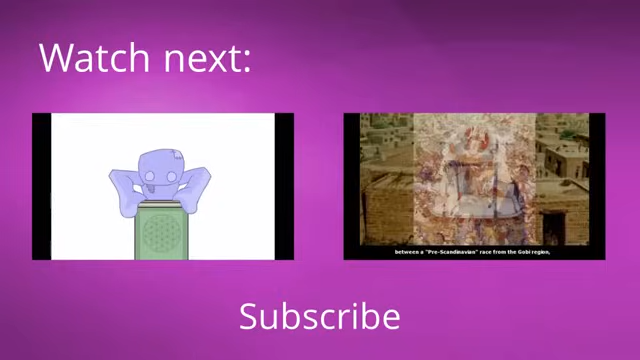 Watch next:
between a "Pre-Scandinavian" race from the Gobi region,
Subscribe